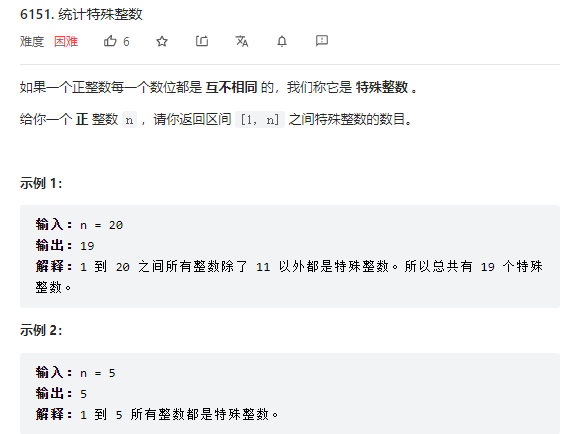 6151. 统计特殊整数
难度 困难 6
如果一个正整数每一个数位都是 互不相同 的，我们称它是 特殊整数 。
给你一个 正 整数 n ，请你返回区间 [1, n] 之间特殊整数的数目。
示例 1：
输入：n = 20
输出：19
解释：1 到 20 之间所有整数除了 11 以外都是特殊整数。所以总共有 19 个特殊
整数。
示例 2：
输入：n = 5
输出：5
解释：1 到 5 所有整数都是特殊整数。